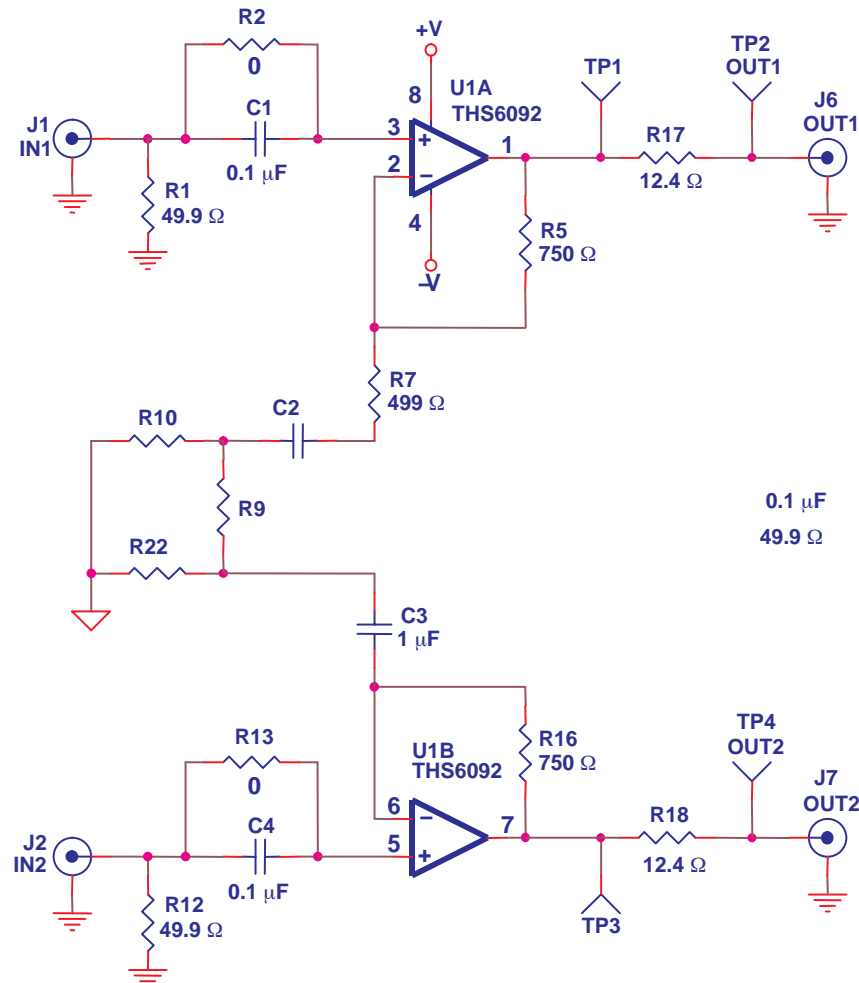 R2
0
C1
0.1 μF
J1
IN1
R1
49.9 Ω
+V
8
U1A
THS6092
3
+
2
−
1
4
−V
TP1
TP2
OUT1
J6
OUT1
R17
12.4 Ω
R5
750 Ω
R7
499 Ω
C2
R10
R9
R22
0.1 μF
49.9 Ω
C3
1 μF
R13
0
C4
0.1 μF
J2
IN2
R12
49.9 Ω
U1B
THS6092
6
−
5
+
7
R16
750 Ω
TP4
OUT2
J7
OUT2
R18
12.4 Ω
TP3